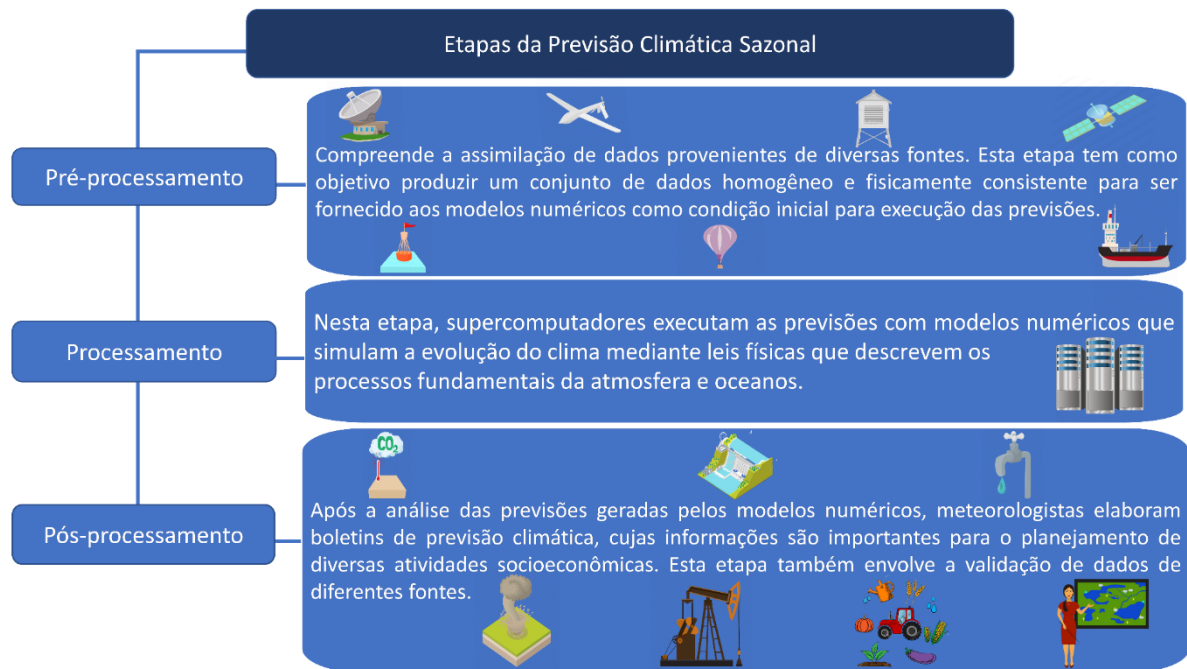 Etapas da Previsão Climática Sazonal
Pré-processamento
Compreende a assimilação de dados provenientes de diversas fontes. Esta etapa tem como
objetivo produzir um conjunto de dados homogêneo e fisicamente consistente para ser
fornecido aos modelos numéricos como condição inicial para execução das previsões.
Processamento
Nesta etapa, supercomputadores executam as previsões com modelos numéricos que
simulam a evolução do clima mediante leis físicas que descrevem os
processos fundamentais da atmosfera e oceanos.
Pós-processamento
CO2
Após a análise das previsões geradas pelos modelos numéricos, meteorologistas elaboram
boletins de previsão climática, cujas informações são importantes para o planejamento de
diversas atividades socioeconômicas. Esta etapa também envolve a validação de dados de
diferentes fontes.